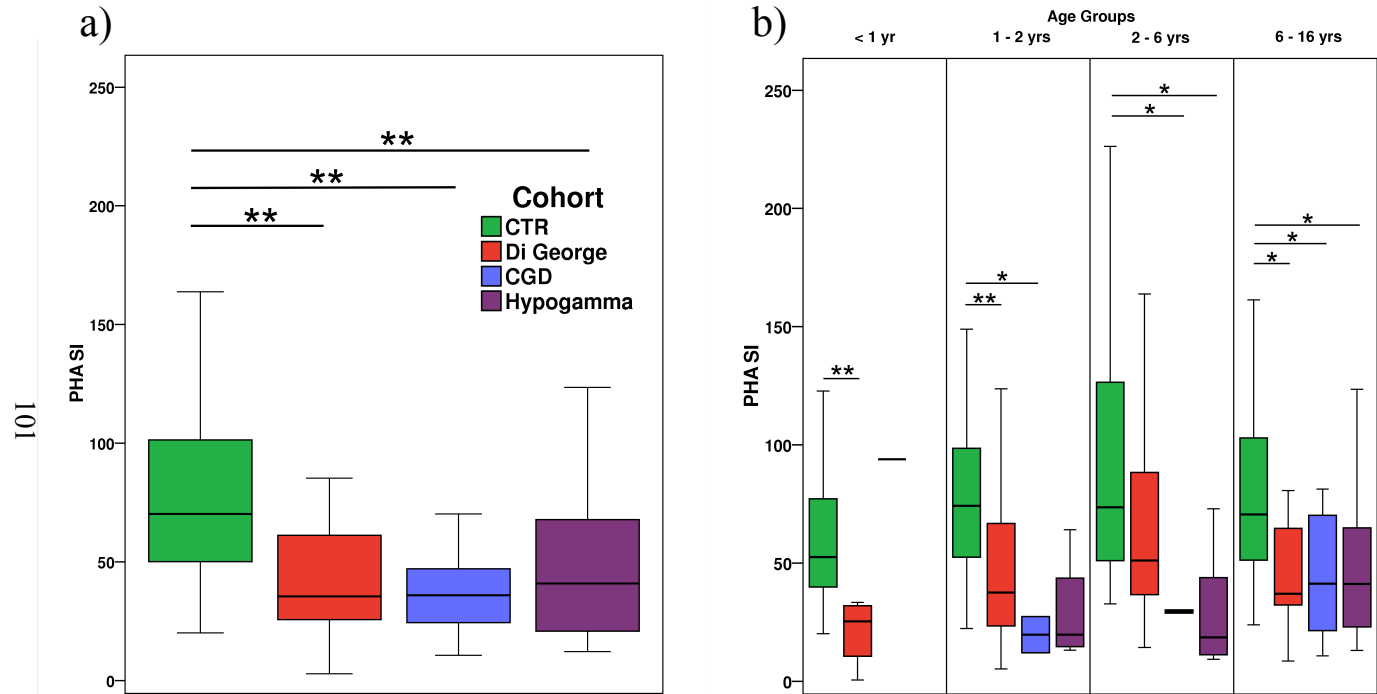 a)
250
200
150
100
50
0
PHA SI
**
**
**
Cohort
CTR
Di George
CGD
Hypogamma
101
b)
Age Groups
< 1 yr
1 - 2 yrs
2 - 6 yrs
6 - 16 yrs
250
200
150
100
50
0
PHA SI
**
*
**
*
*
*
*
*